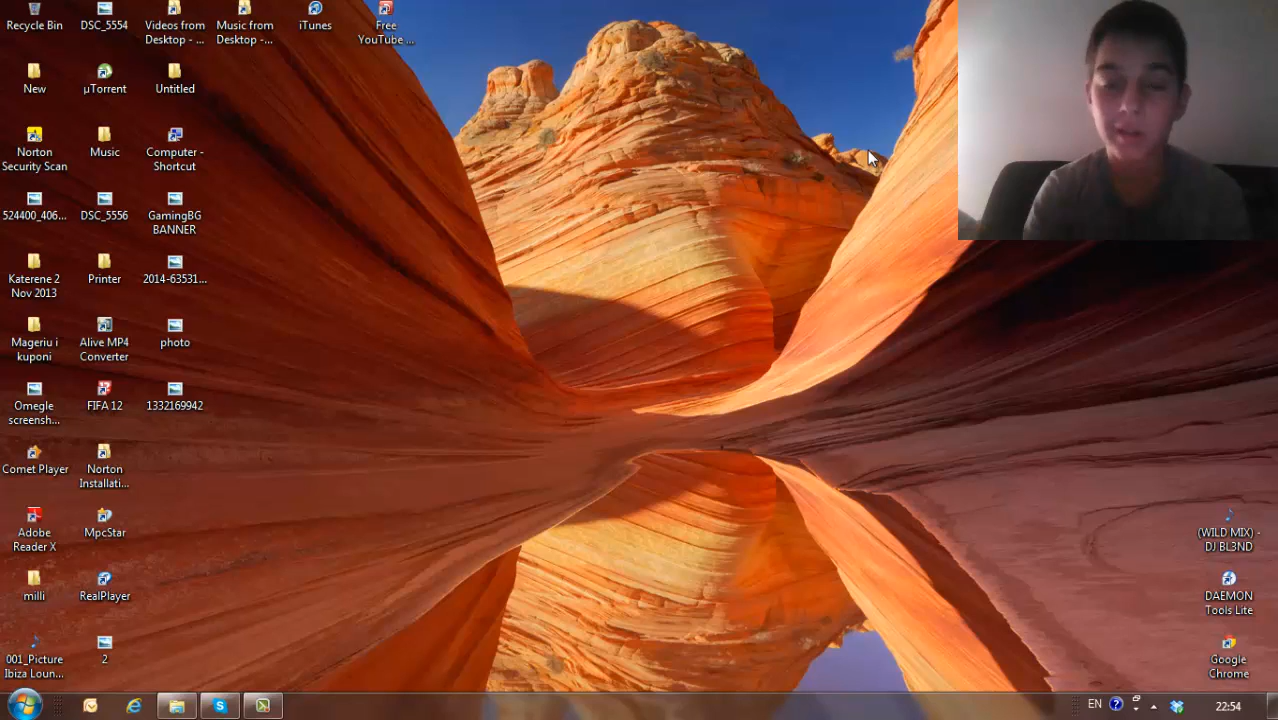 Recycle Bin
DSC_5554
Videos from
Desktop - ...
Music from
Desktop -...
iTunes
Free
YouTube ...
New
µTorrent
Untitled
Norton
Security Scan
Music
Computer -
Shortcut
524400_406...
DSC_5556
GamingBG
BANNER
Katerene 2
Nov 2013
Printer
2014-63531...
Mageriu i
kuponi
Alive MP4
Converter
photo
Omegle
screensh...
FIFA 12
1332169942
Comet Player
Norton
Installati...
Adobe
Reader X
MpcStar
milli
RealPlayer
001_Picture
Ibiza Loun...
2
(WILD MIX) -
DJ BL3ND
DAEMON
Tools Lite
Google
Chrome
EN
22:54